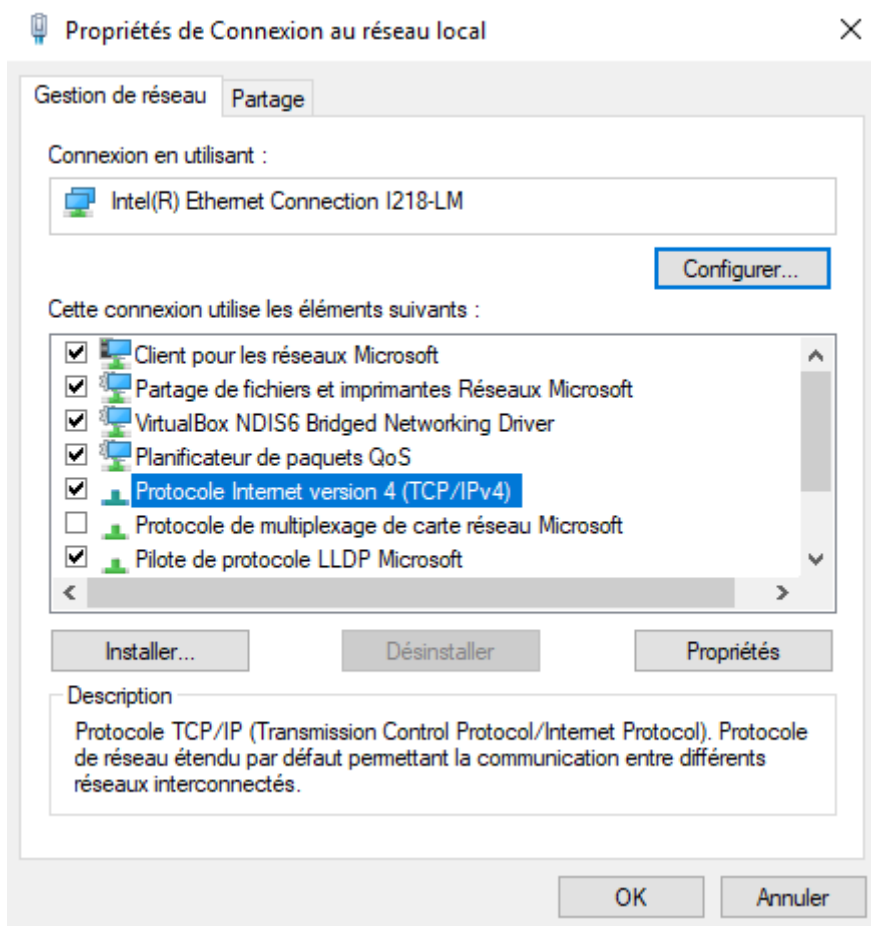 Propriétés de Connexion au réseau local
Gestion de réseau Partage
Connexion en utilisant :
Intel(R) Ethernet Connection I218-LM
Configurer...
Cette connexion utilise les éléments suivants :
Client pour les réseaux Microsoft
Partage de fichiers et imprimantes Réseaux Microsoft
VirtualBox NDIS6 Bridged Networking Driver
Planificateur de paquets QoS
Protocole Internet version 4 (TCP/IPv4)
Protocole de multiplexage de carte réseau Microsoft
Pilote de protocole LLDP Microsoft
Installer... Désinstaller Propriétés
Description
Protocole TCP/IP (Transmission Control Protocol/Internet Protocol). Protocole
de réseau étendu par défaut permettant la communication entre différents
réseaux interconnectés.
OK Annuler